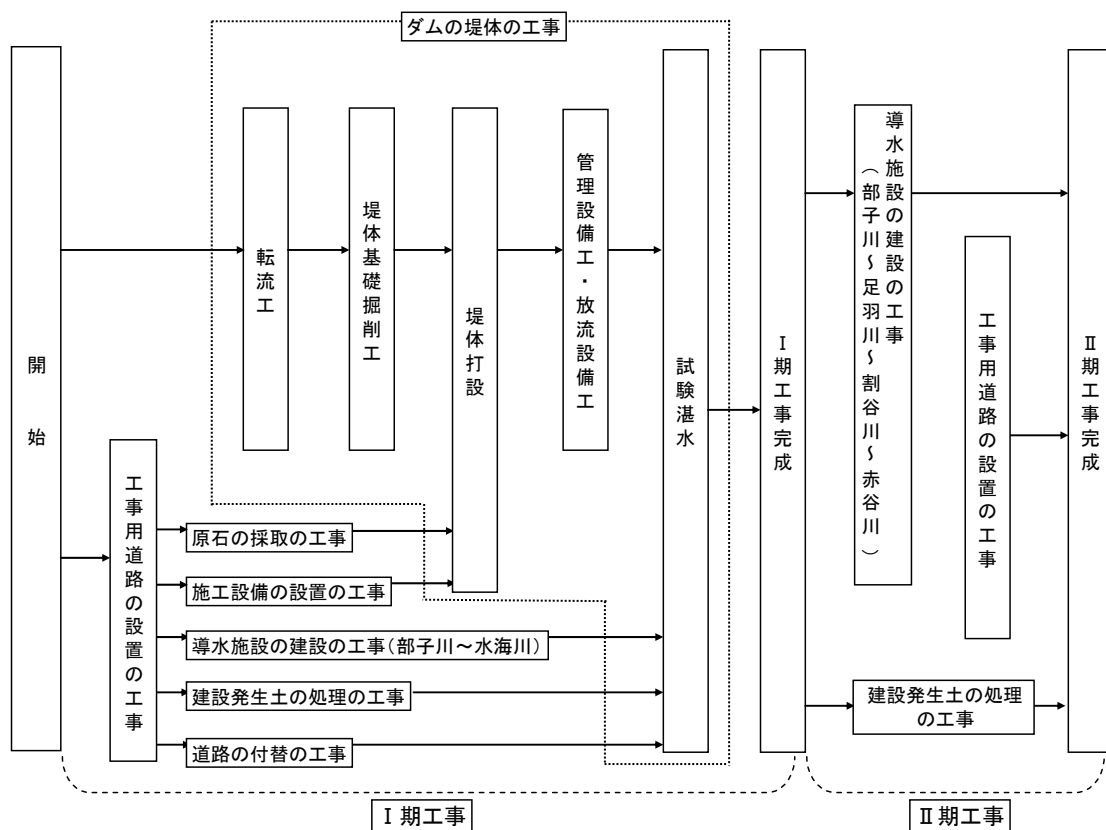 ダムの堤体の工事
開始
転流工
堤体基礎掘削工
堤体打設
管理設備工・放流設備工
試験湛水
Ⅰ期工事完成
導水施設の建設の工事
（部子川～足羽川～割谷川～赤谷川）
工事用道路の設置の工事
Ⅱ期工事完成
工事用道路の設置の工事
原石の採取の工事
施工設備の設置の工事
導水施設の建設の工事(部子川～水海川)
建設発生土の処理の工事
道路の付替の工事
建設発生土の処理
の工事
Ⅰ期工事
Ⅱ期工事